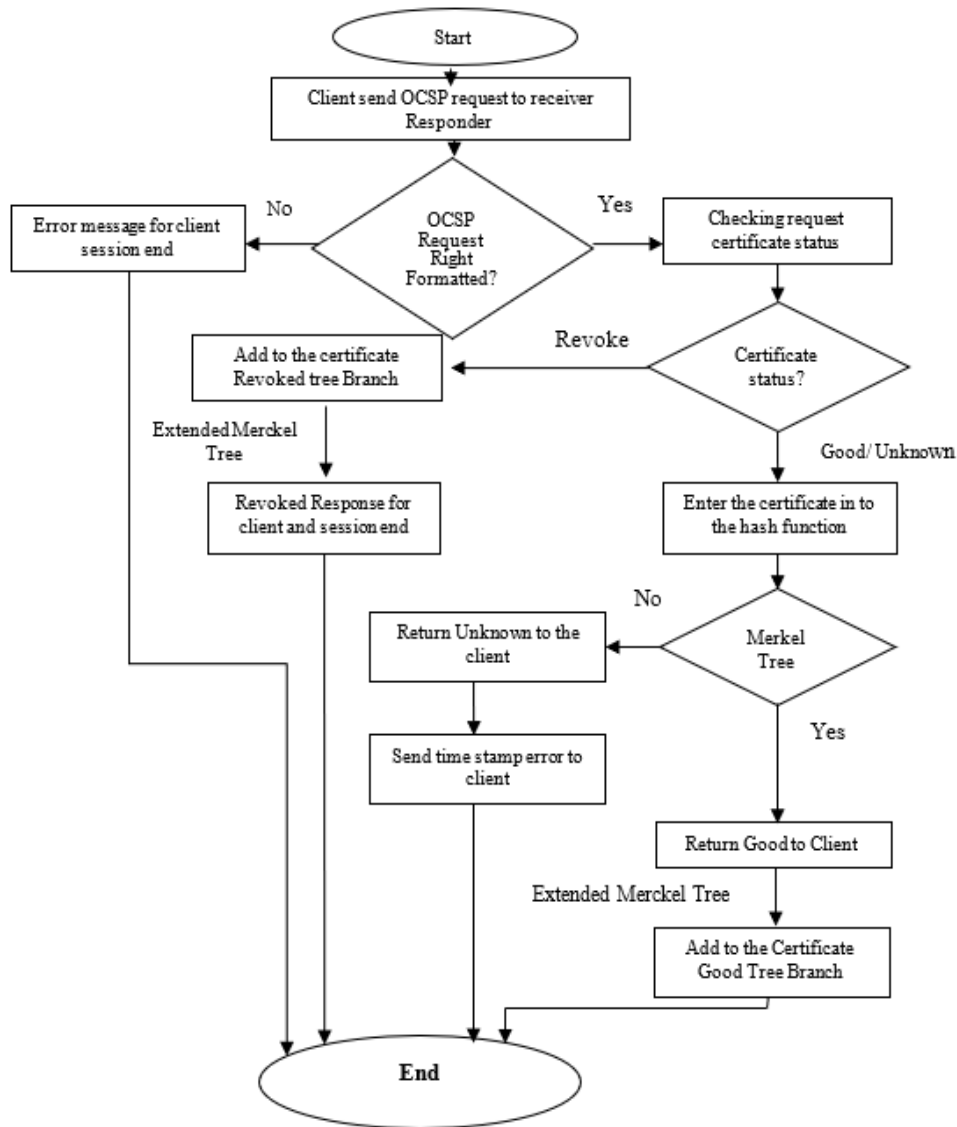 Start
Client send OCSP request to receiver
Responder
No
Yes
Error message for client
session end
OCSP
Request
Right
Formatted?
Checking request
certificate status
Revoke
Add to the certificate
Revoked tree Branch
Certificate
status?
Extended Merckel
Tree
Good/ Unknown
Revoked Response for
client and session end
Enter the certificate in to
the hash function
No
Return Unknown to the
client
Merkel
Tree
Yes
Send time stamp error to
client
Return Good to Client
Extended Merckel Tree
Add to the Certificate
Good Tree Branch
End